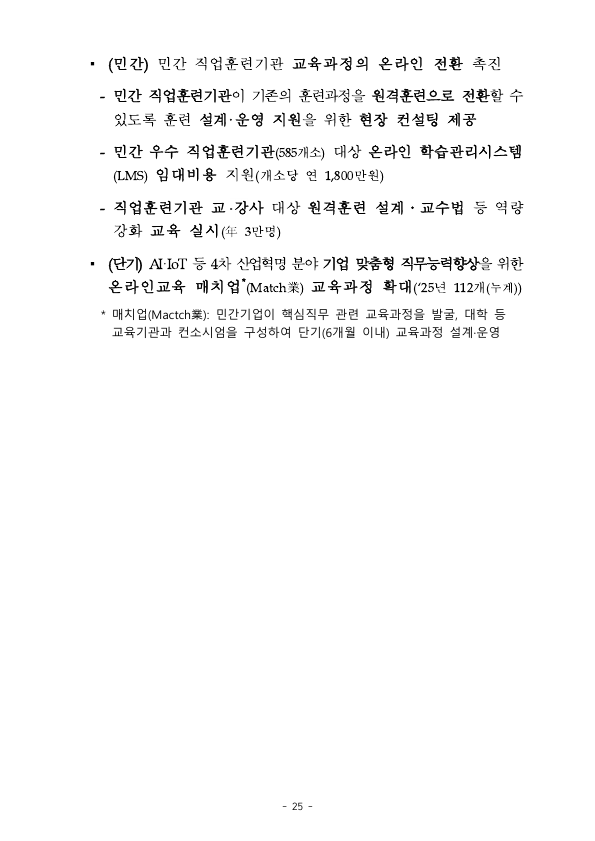 ▪ (민간) 민간 직업훈련기관 교육과정의 온라인 전환 촉진
- 민간 직업훈련기관이 기존의 훈련과정을 원격훈련으로 전환할 수
있도록 훈련 설계·운영 지원을 위한 현장 컨설팅 제공
- 민간 우수 직업훈련기관(585개소) 대상 온라인 학습관리시스템
(LMS) 임대비용 지원(개소당 연 1,800만원)
- 직업훈련기관 교·강사 대상 원격훈련 설계·교수법 등 역량
강화 교육 실시(年 3만명)
▪ (단기) AI·IoT 등 4차 산업혁명 분야 기업 맞춤형 직무능력향상을 위한
온라인교육 매치업*(Match業) 교육과정 확대(‘25년 112개(누계))
* 매치업(Mactch業): 민간기업이 핵심직무 관련 교육과정을 발굴, 대학 등
교육기관과 컨소시엄을 구성하여 단기(6개월 이내) 교육과정 설계·운영
- 25 -